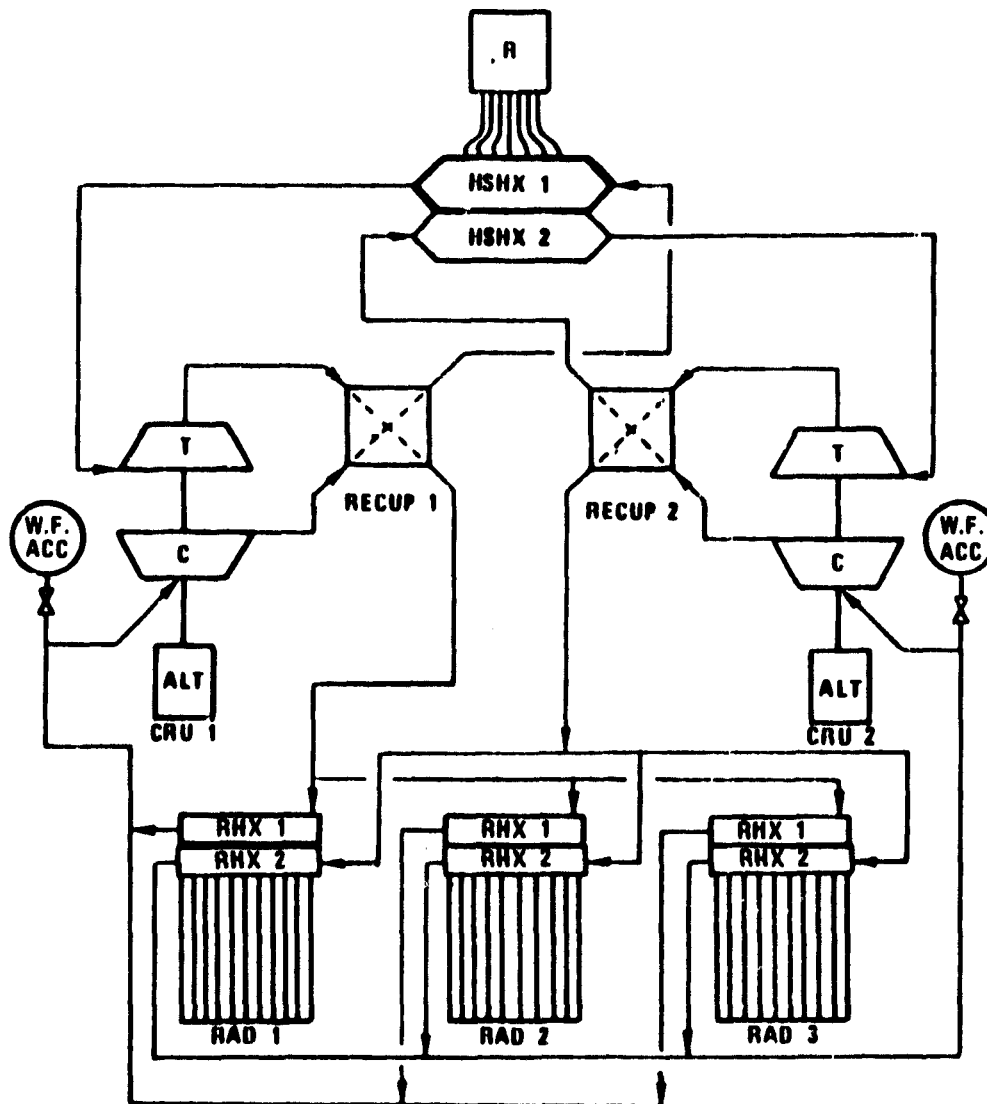 R
HSHX 1
HSHX 2
T
T
RECUP 1
RECUP 2
W.F.
ACC
W.F.
ACC
C
C
ALT
ALT
CRU 1
CRU 2
RHX 1
RHX 1
RHX 1
RHX 2
RHX 2
RHX 2
RAD 1
RAD 2
RAD 3